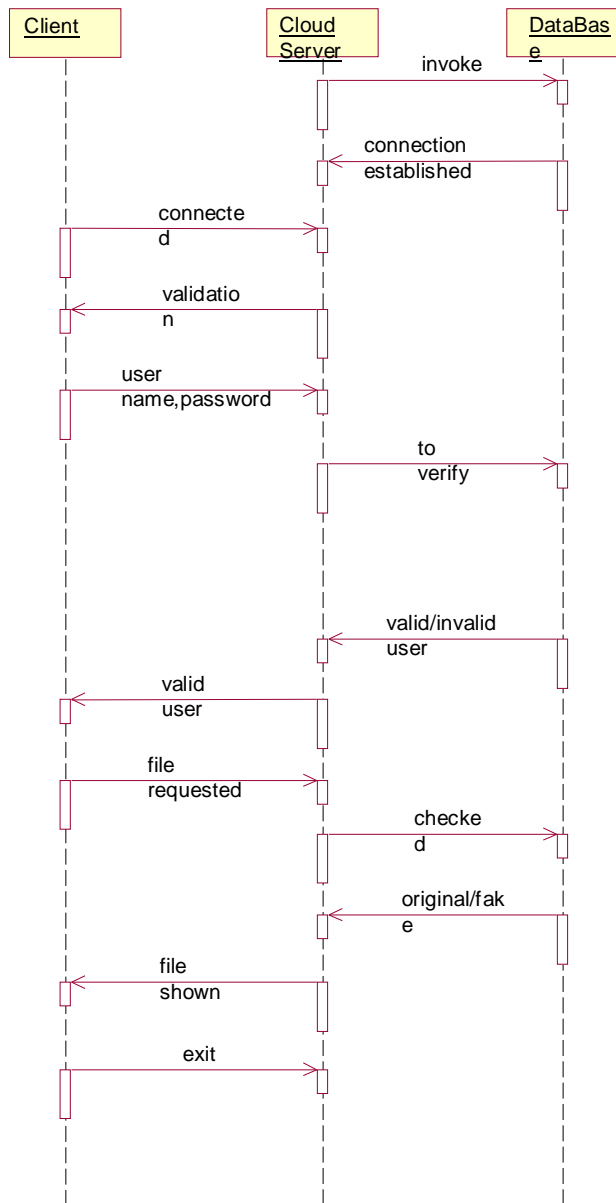 Client
Cloud
Server
DataBas
e
invoke
connection
established
connecte
d
validatio
n
user
name,password
to
verify
valid/invalid
user
valid
user
file
requested
checke
d
original/fak
e
file
shown
exit